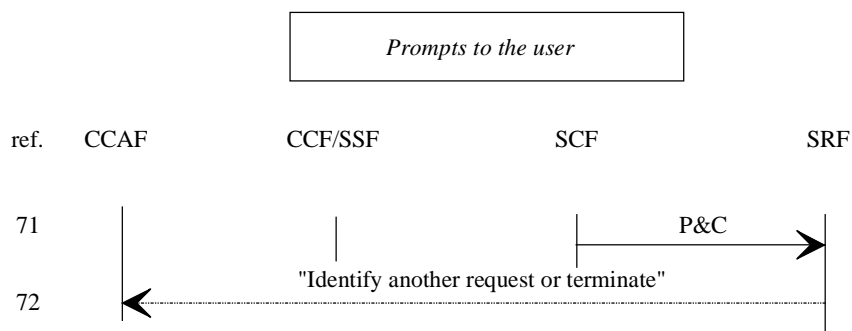 Prompts to the user
ref. CCAF CCF/SSF SCF SRF
71 P&C
"Identify another request or terminate"
72